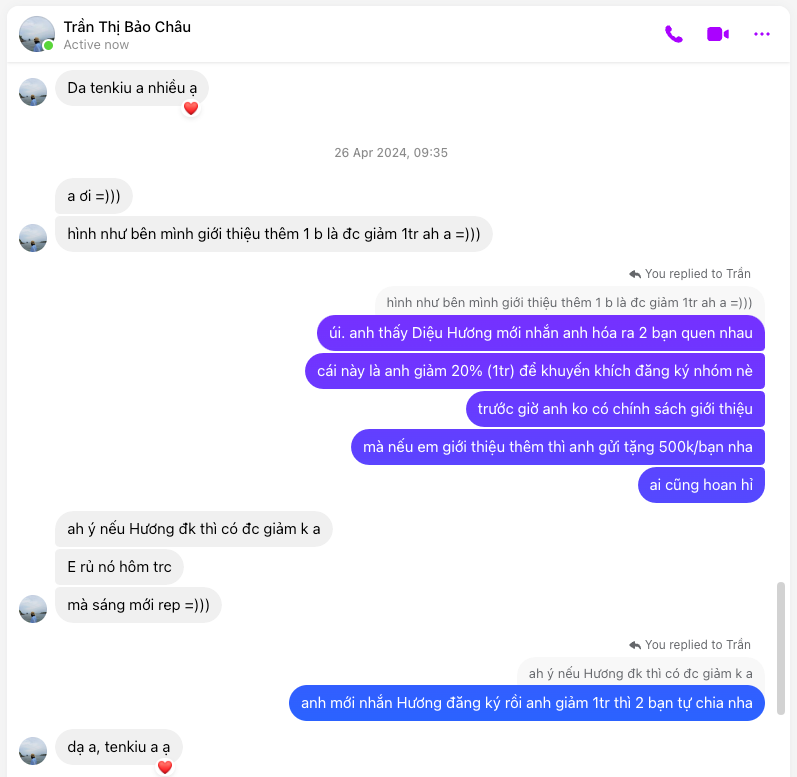 Trần Thị Bảo Châu
Active now
Da tenkiu a nhiều ạ
26 Apr 2024, 09:35
a ơi =)))
hình như bên mình giới thiệu thêm 1 b là đc giảm 1tr ah a =)))
You replied to Trần
hình như bên mình giới thiệu thêm 1 b là đc giảm 1tr ah a =)))
úi. anh thấy Diệu Hương mới nhắn anh hóa ra 2 bạn quen nhau
cái này là anh giảm 20% (1tr) để khuyến khích đăng ký nhóm nè
trước giờ anh ko có chính sách giới thiệu
mà nếu em giới thiệu thêm thì anh gửi tặng 500k/bạn nha
ai cũng hoan hỉ
ah ý nếu Hương đk thì có đc giảm k a
E rủ nó hôm trc
mà sáng mới rep =)))
You replied to Trần
ah ý nếu Hương đk thì có đc giảm k a
anh mới nhắn Hương đăng ký rồi anh giảm 1tr thì 2 bạn tự chia nha
dạ a, tenkiu a ạ